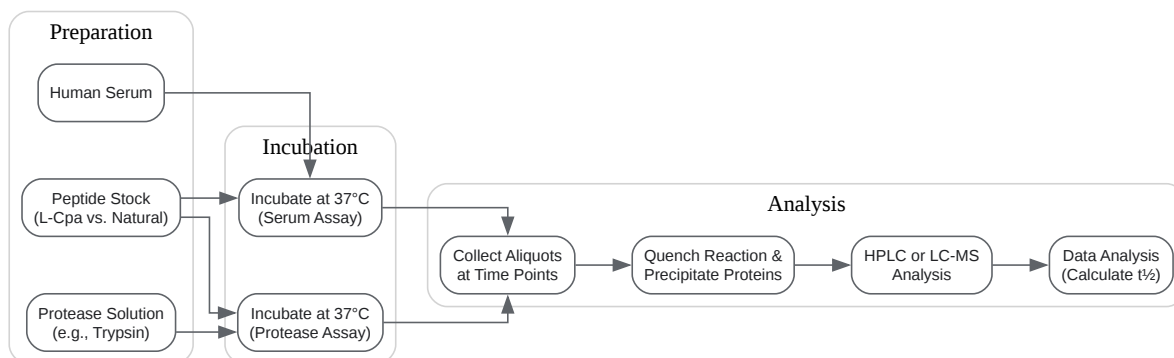 Preparation
Human Serum
Peptide Stock
(L-Cpa vs. Natural)
Protease Solution
(e.g., Trypsin)
Incubation
Incubate at 37°C
(Serum Assay)
Incubate at 37°C
(Protease Assay)
Analysis
Collect Aliquots
at Time Points
Quench Reaction &
Precipitate Proteins
HPLC or LC-MS
Analysis
Data Analysis
(Calculate t½)